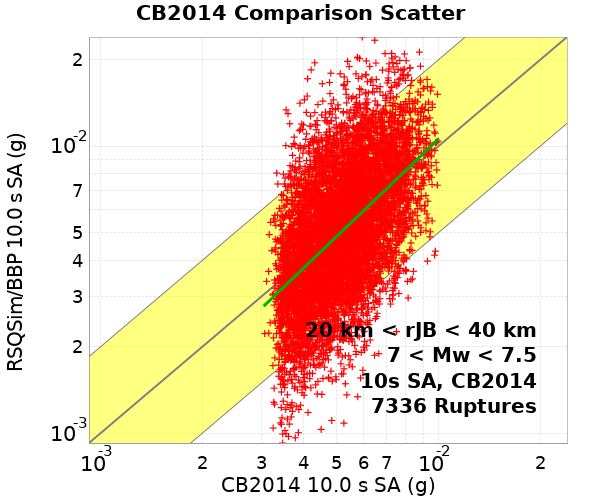 CB2014 Comparison Scatter
RSQSim/BBP 10.0 s SA (g)
2
10-2
7
5
4
3
2
10-3
20 km < rJB < 40 km
7 < Mw < 7.5
10s SA, CB2014
7336 Ruptures
10-3 2 3 4 5 6 7 10-2 2
CB2014 10.0 s SA (g)